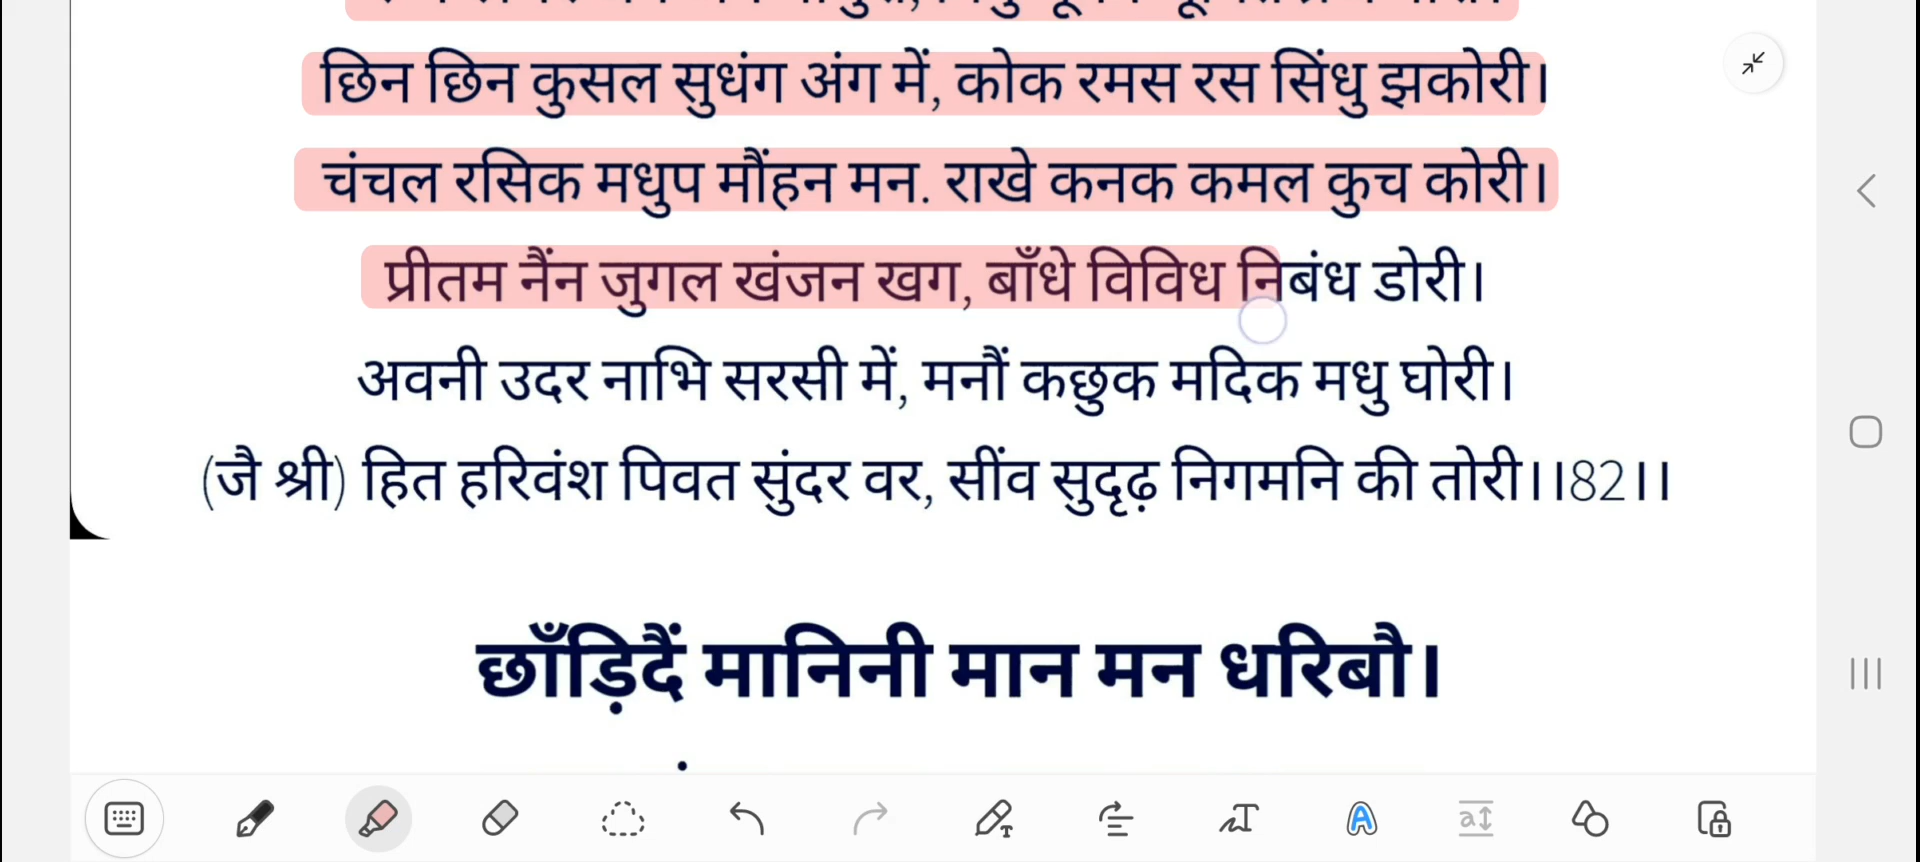 छिन छिन कुसल सुधंग अंग में, कोक रमस रस सिंधु झकोरी।
चंचल रसिक मधुप मौंहन मन. राखे कनक कमल कुच कोरी।
प्रीतम नैंन जुगल खंजन खग, बाँधे विविध निबंध डोरी।
अवनी उदर नाभि सरसी में, मनौं कछुक मदिक मधु घोरी।
(जै श्री) हित हरिवंश पिवत सुंदर वर, सींव सुदृढ़ निगमनि की तोरी।।82।।
छाँड़िदैं मानिनी मान मन धरिबौ।